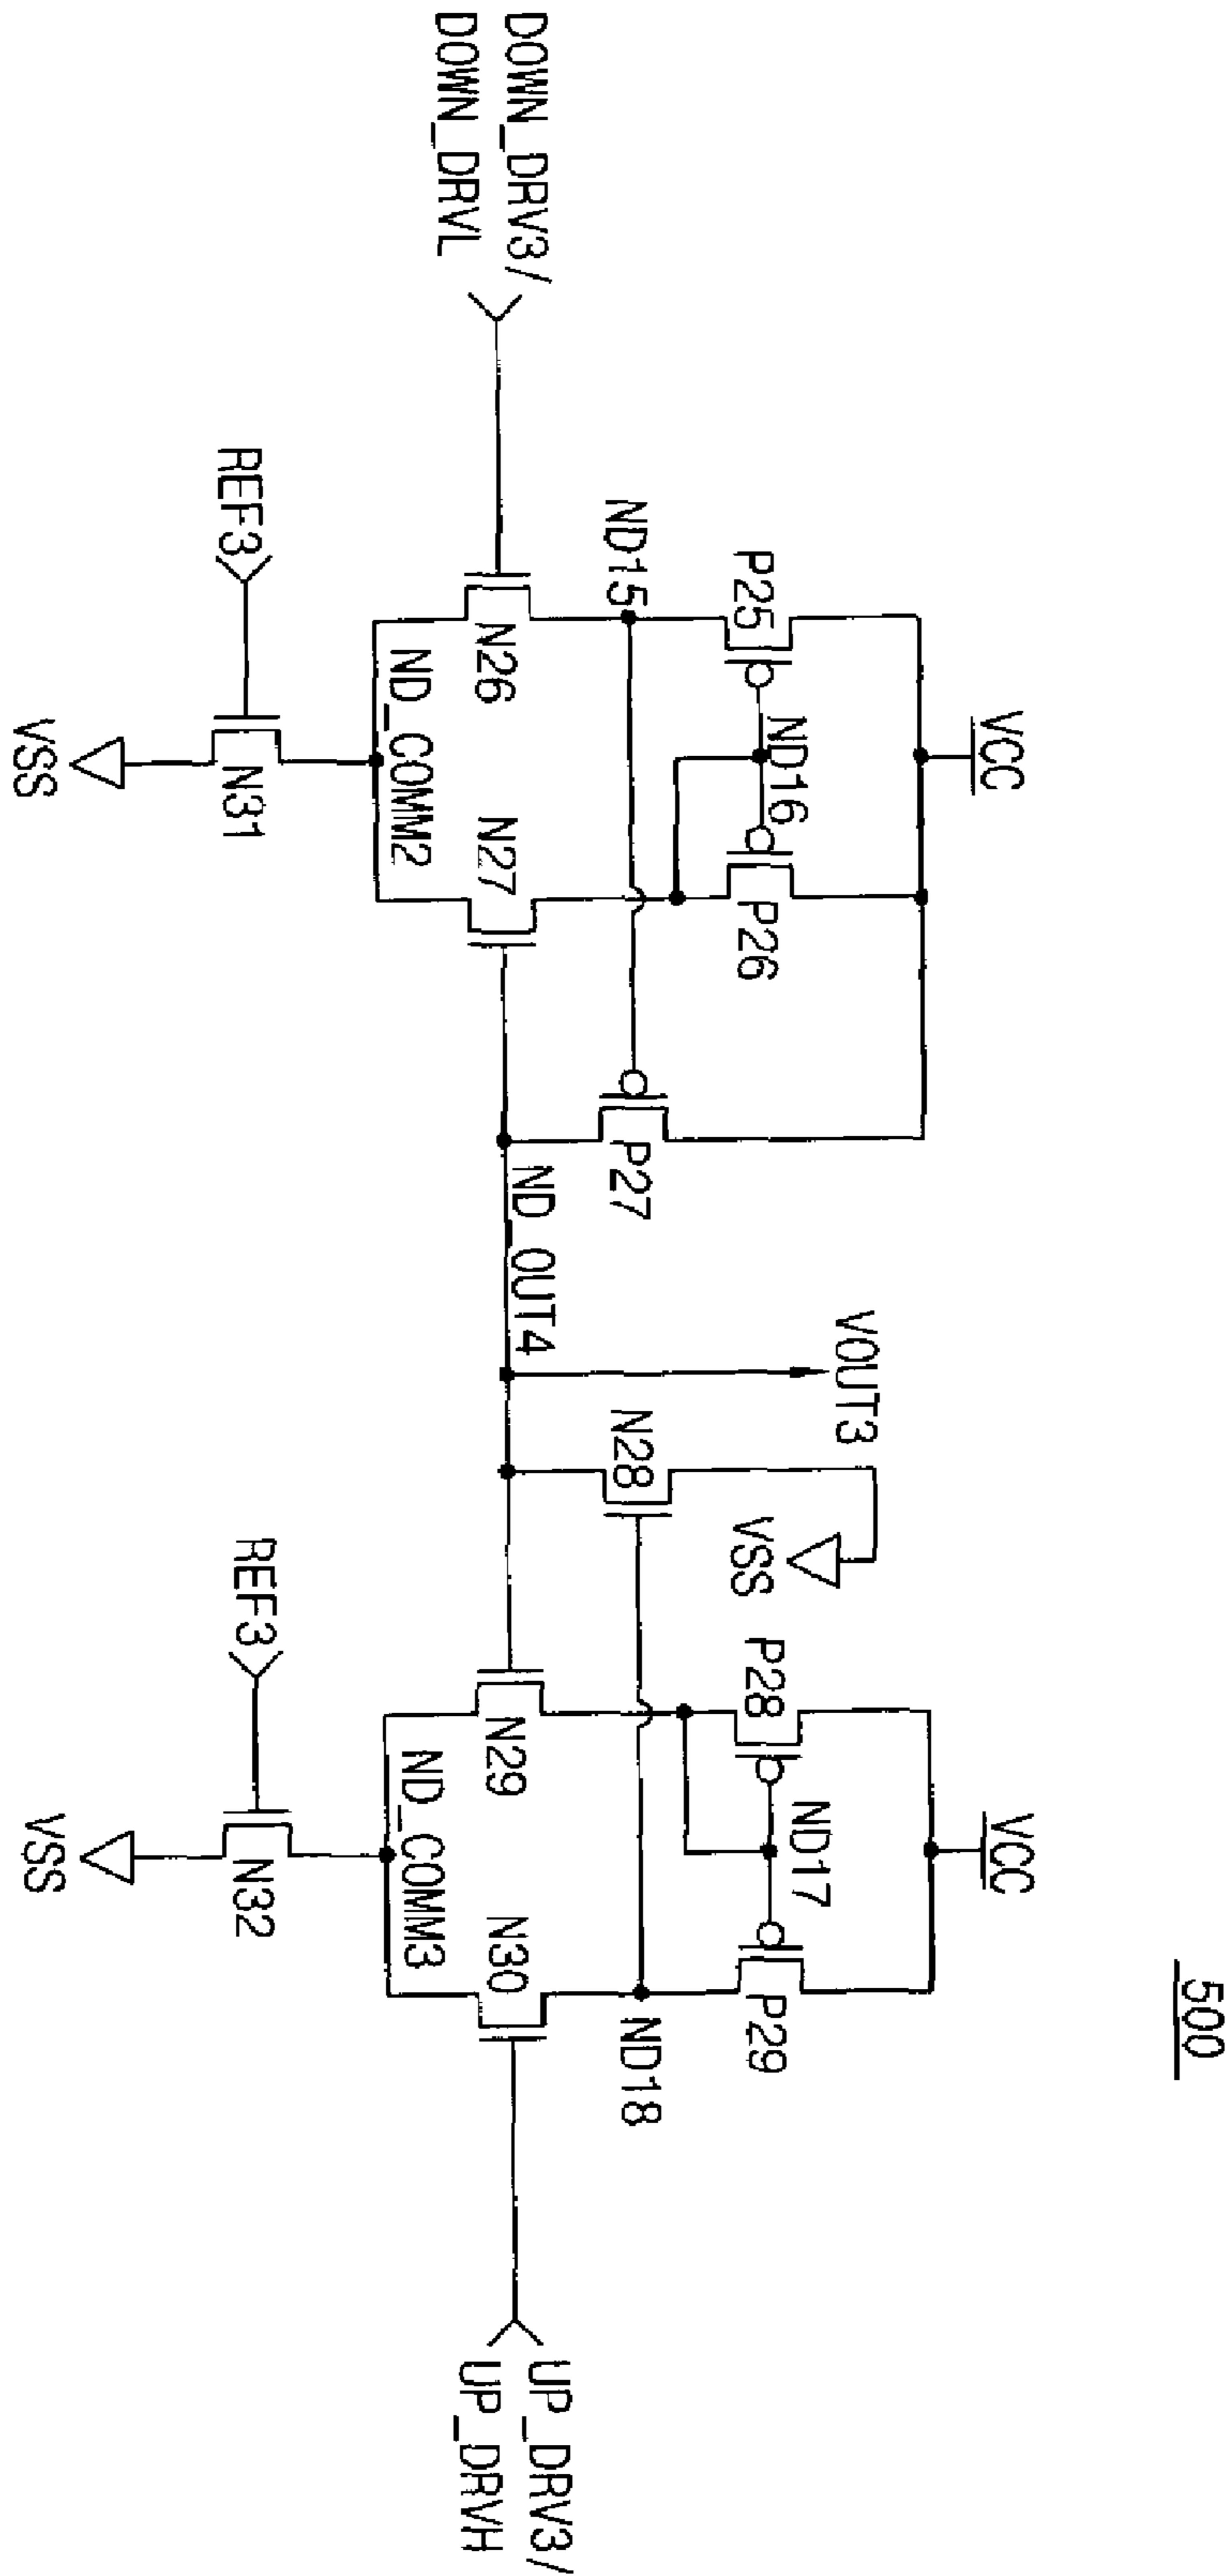 500
VCC
VCC
P25
ND16
P26
VOUT3
VSS
P28
ND17
P29
ND15
P27
N28
ND18
DOWN_DRV3/
DOWN_DRVL
N26
N27
ND_OUT4
N29
N30
UP_DRV3/
UP_DRVH
ND_COMM2
ND_COMM3
REF3
N31
REF3
N32
VSS
VSS